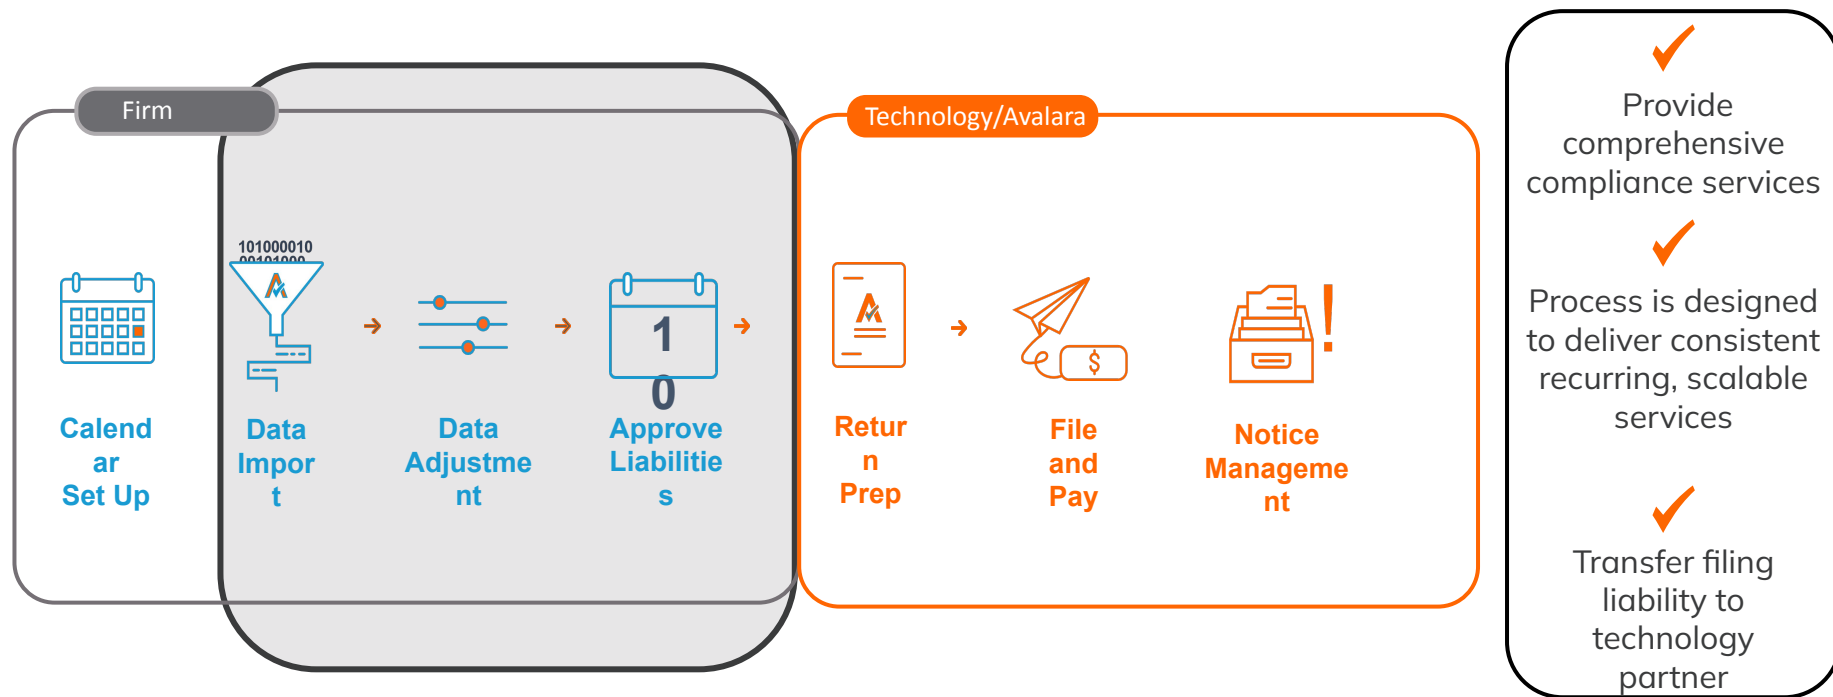 Firm
Technology/Avalara
101000010
00101000
1
0
$
!
Calend
ar
Set Up
Data
Impor
t
Data
Adjustme
nt
Approve
Liabilitie
s
Retur
n
Prep
File
and
Pay
Notice
Manageme
nt
Provide
comprehensive
compliance services
Process is designed
to deliver consistent
recurring, scalable
services
Transfer filing
liability to
technology
partner